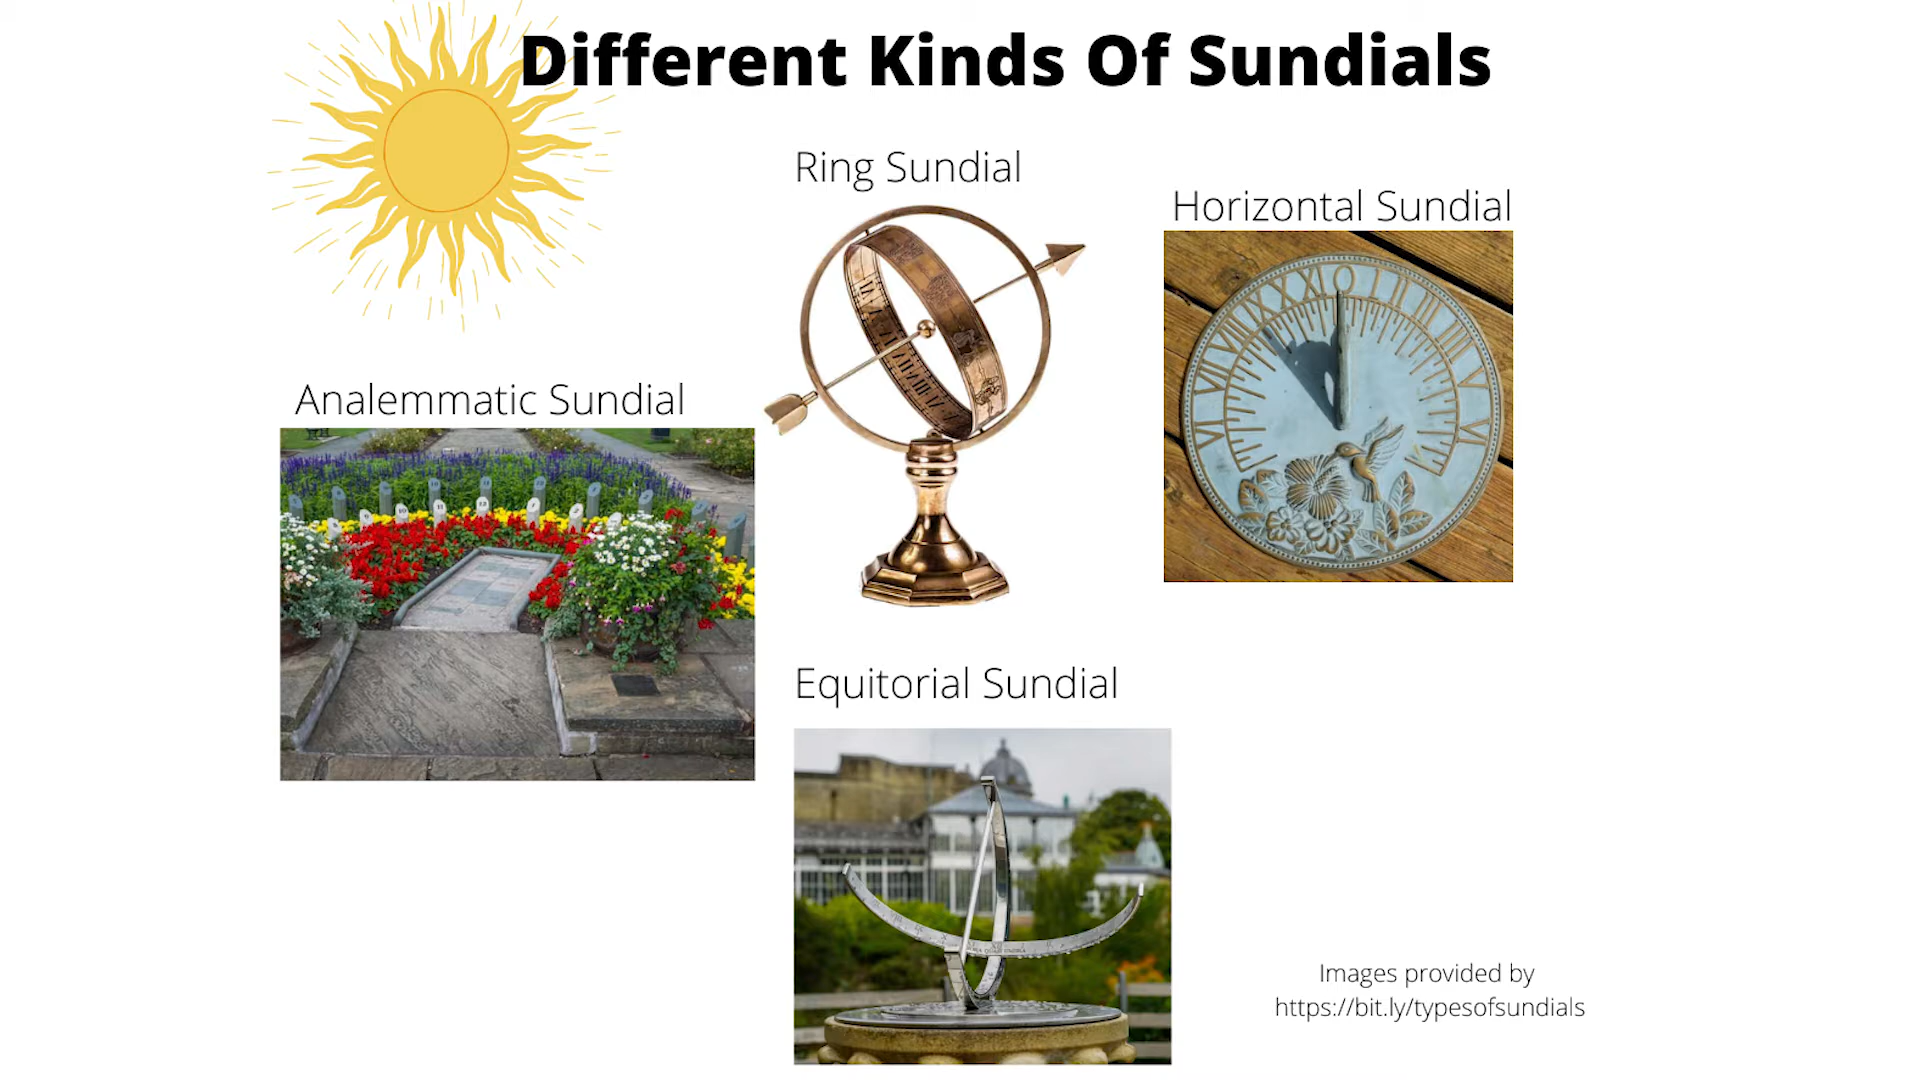 Different Kinds Of Sundials
Ring Sundial
Horizontal Sundial
Analemmatic Sundial
Equitorial Sundial
Images provided by
https://bit.ly/typesofsundials